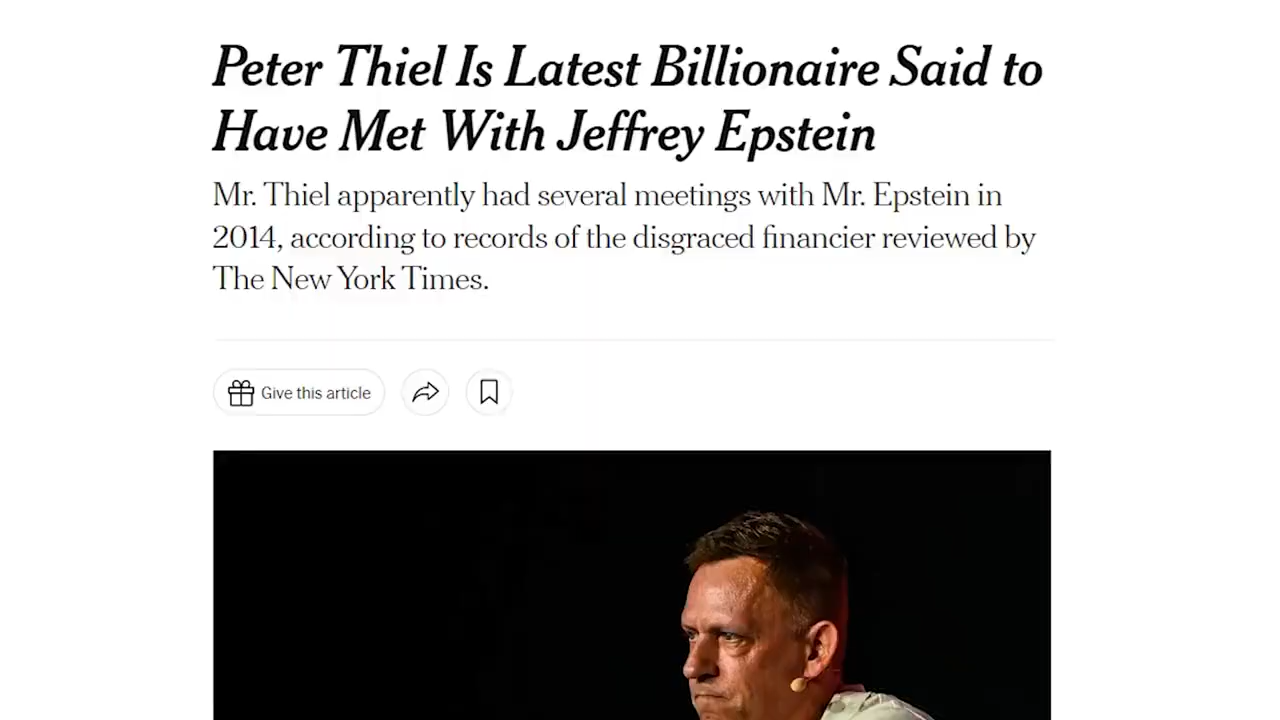 Peter Thiel Is Latest Billionaire Said to
Have Met With Jeffrey Epstein
Mr. Thiel apparently had several meetings with Mr. Epstein in
2014, according to records of the disgraced financier reviewed by
The New York Times.
Give this article